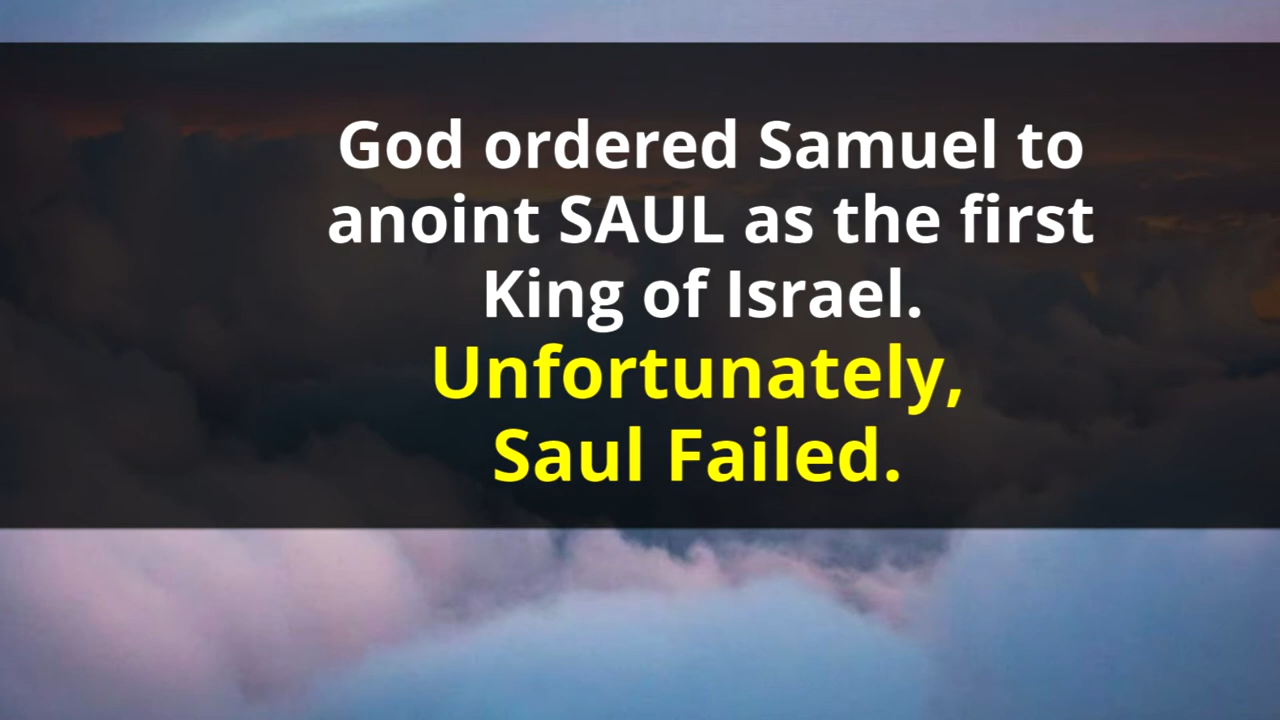 God ordered Samuel to
anoint SAUL as the first
King of Israel.
Unfortunately,
Saul Failed.